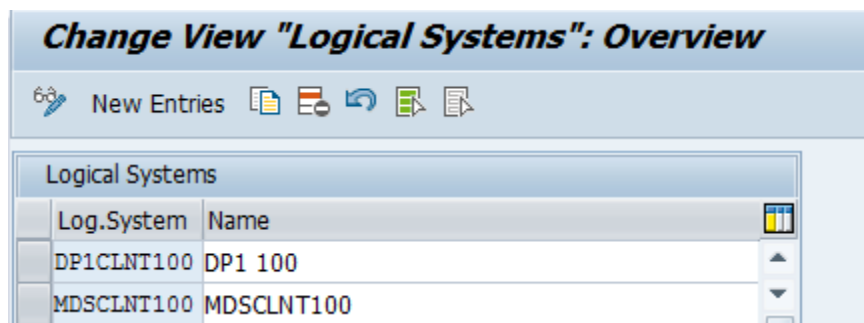 Change View "Logical Systems": Overview
New Entries
Logical Systems
Log.System Name
DP1CLNT100 DP1 100
MDSCLNT100 MDSCLNT100